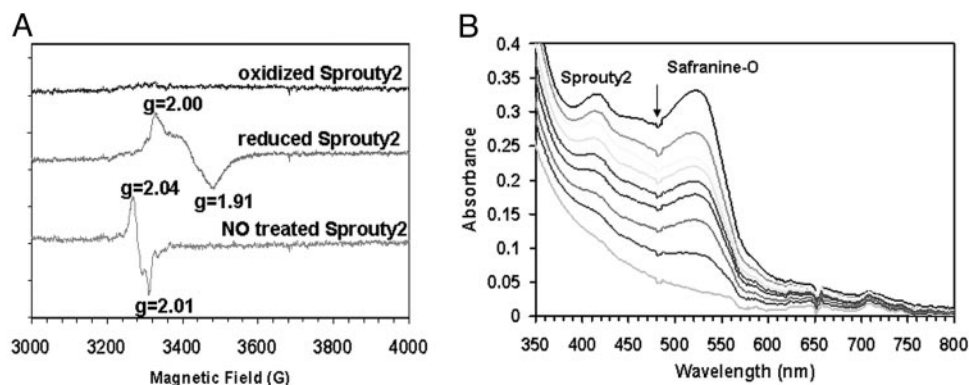 A
oxidized Sprouty2
g=2.00
reduced Sprouty2
g=2.04
g=1.91
NO treated Sprouty2
g=2.01
3000 3200 3400 3600 3800 4000
Magnetic Field (G)
B
0.4
0.35
0.3
0.25
0.2
0.15
0.1
0.05
0
Absorbance
Sprouty2
Safranine-O
350 400 450 500 550 600 650 700 750 800
Wavelength (nm)